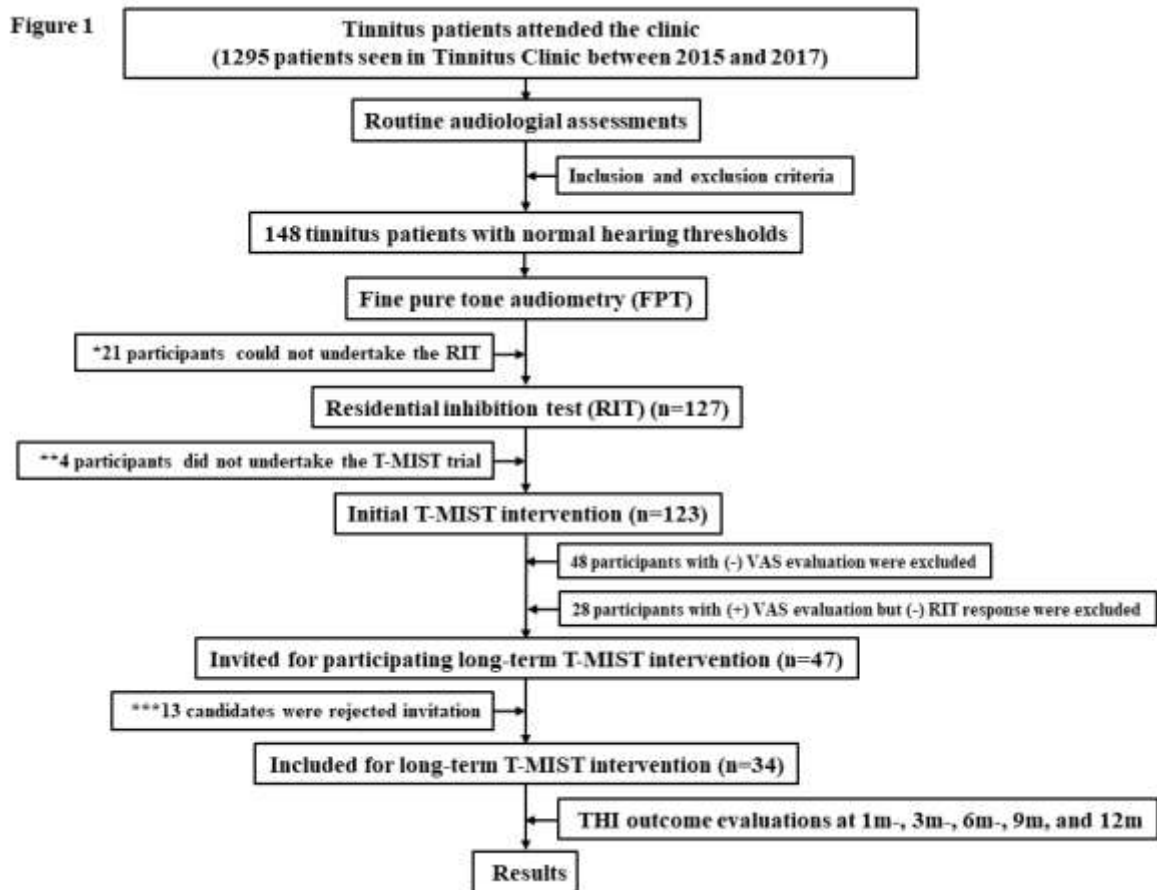 Figure 1
Tinnitus patients attended the clinic
(1295 patients seen in Tinnitus Clinic between 2015 and 2017)
Routine audiologial assessments
Inclusion and exclusion criteria
148 tinnitus patients with normal hearing thresholds
Fine pure tone audiometry (FPT)
*21 participants could not undertake the RIT
Residential inhibition test (RIT) (n=127)
**4 participants did not undertake the T-MIST trial
Initial T-MIST intervention (n=123)
48 participants with (-) VAS evaluation were excluded
28 participants with (+) VAS evaluation but (-) RIT response were excluded
Invited for participating long-term T-MIST intervention (n=47)
***13 candidates were rejected invitation
Included for long-term T-MIST intervention (n=34)
THI outcome evaluations at 1m-, 3m-, 6m-, 9m, and 12m
Results